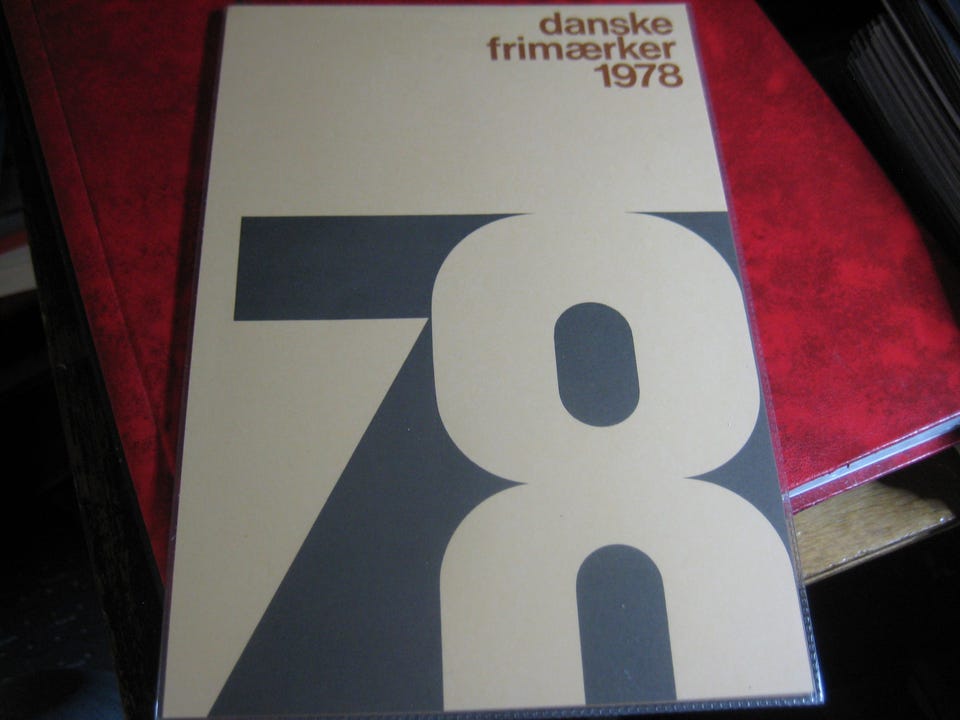 danske
frimærker
1978
78